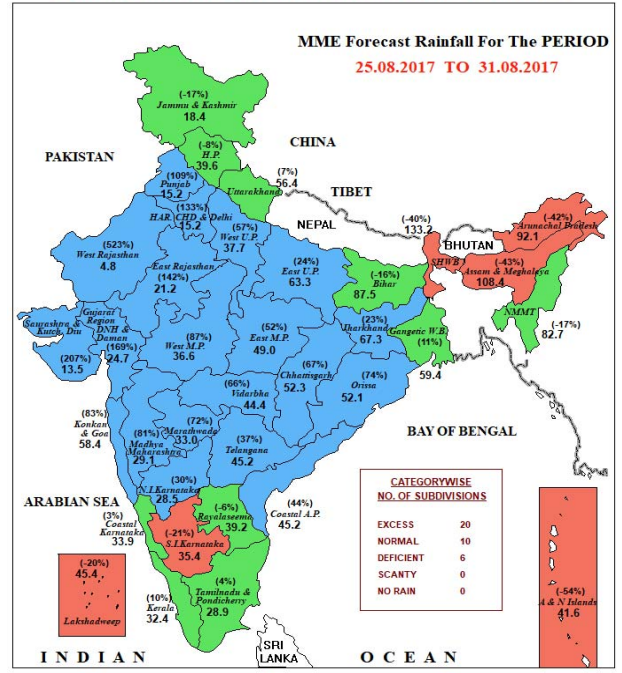 MME Forecast Rainfall For The PERIOD
25.08.2017 TO 31.08.2017
(-17%)
Jammu & Kashmir
18.4
CHINA
(-8%)
H.P.
39.6
PAKISTAN
(7%)
56.4
Uttarakhand
TIBET
(109%)
Punjab
15.2
(133%)
HAR, CHD & Delhi
15.2
NEPAL
(57%)
West U.P.
37.7
(-40%)
133.2
BHUTAN
(-42%)
Arunachal Pradesh
92.1
(523%)
West Rajasthan
4.8
East Rajasthan
(142%)
21.2
(24%)
East U.P.
63.3
(-16%)
Bihar
87.5
SHWB
(-43%)
Assam & Meghalaya
108.4
NMMT
(-17%)
82.7
(23%)
Jharkhand
67.3
Gangetic W.B.
(11%)
59.4
Saurashtra &
Kutch, Diu
(207%)
13.5
Gujarat
Region
DNH &
Daman
(169%)
24.7
(87%)
West M.P.
36.6
(52%)
East M.P.
49.0
(67%)
Chhattisgarh
52.3
(74%)
Orissa
52.1
(66%)
Vidarbha
44.4
(83%)
Konkan
& Goa
58.4
(81%)
Madhya
Maharashtra
29.1
(72%)
Marathwada
33.0
(37%)
Telangana
45.2
BAY OF BENGAL
ARABIAN SEA
(30%)
N.I.Karnataka
28.5
(-6%)
Rayalaseema
39.2
(44%)
Coastal A.P.
45.2
(3%)
Coastal
Karnataka
33.9
(-21%)
S.I.Karnataka
35.4
CATEGORYWISE
NO. OF SUBDIVISIONS
EXCESS 20
NORMAL 10
DEFICIENT 6
SCANTY 0
NO RAIN 0
(-20%)
45.4
Lakshadweep
(10%)
Kerala
32.4
(4%)
Tamilnadu &
Pondicherry
28.9
(-54%)
A & N Islands
41.6
SRI
LANKA
INDIAN OCEAN